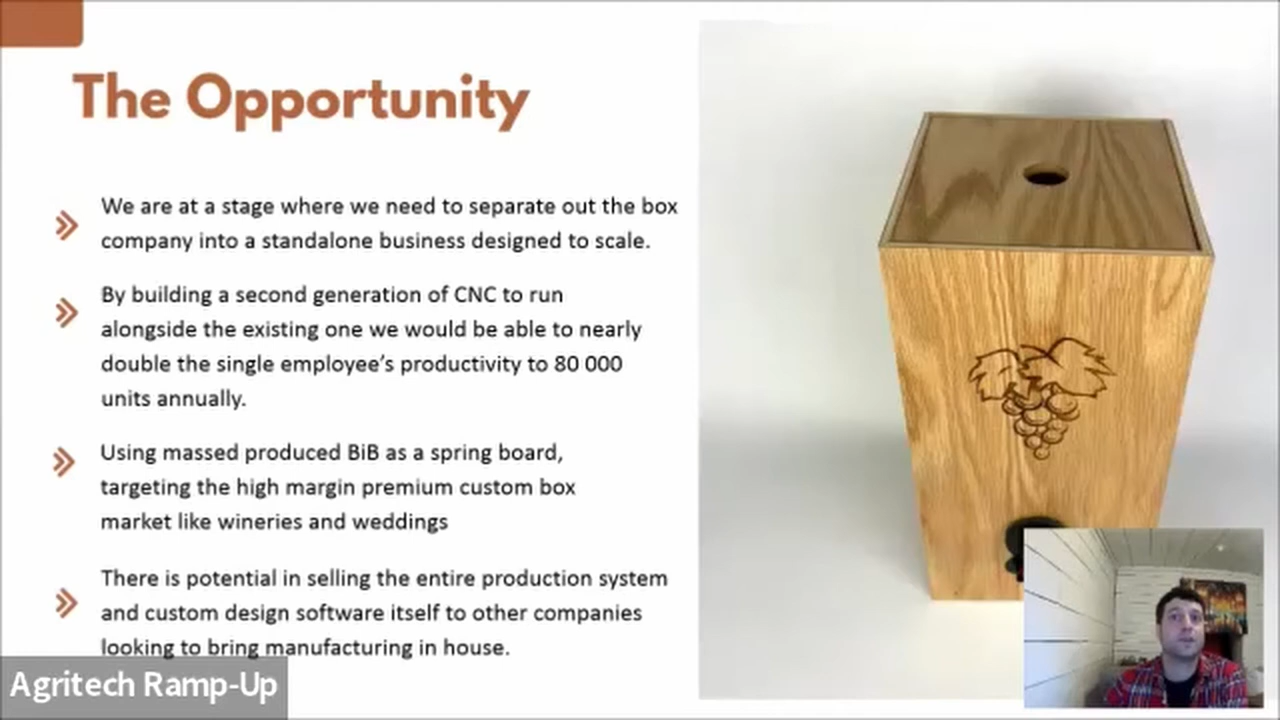 The Opportunity
We are at a stage where we need to separate out the box
company into a standalone business designed to scale.
By building a second generation of CNC to run
alongside the existing one we would be able to nearly
double the single employee’s productivity to 80 000
units annually.
Using massed produced BiB as a spring board,
targeting the high margin premium custom box
market like wineries and weddings
There is potential in selling the entire production system
and custom design software itself to other companies
looking to bring manufacturing in house.
Agritech Ramp-Up